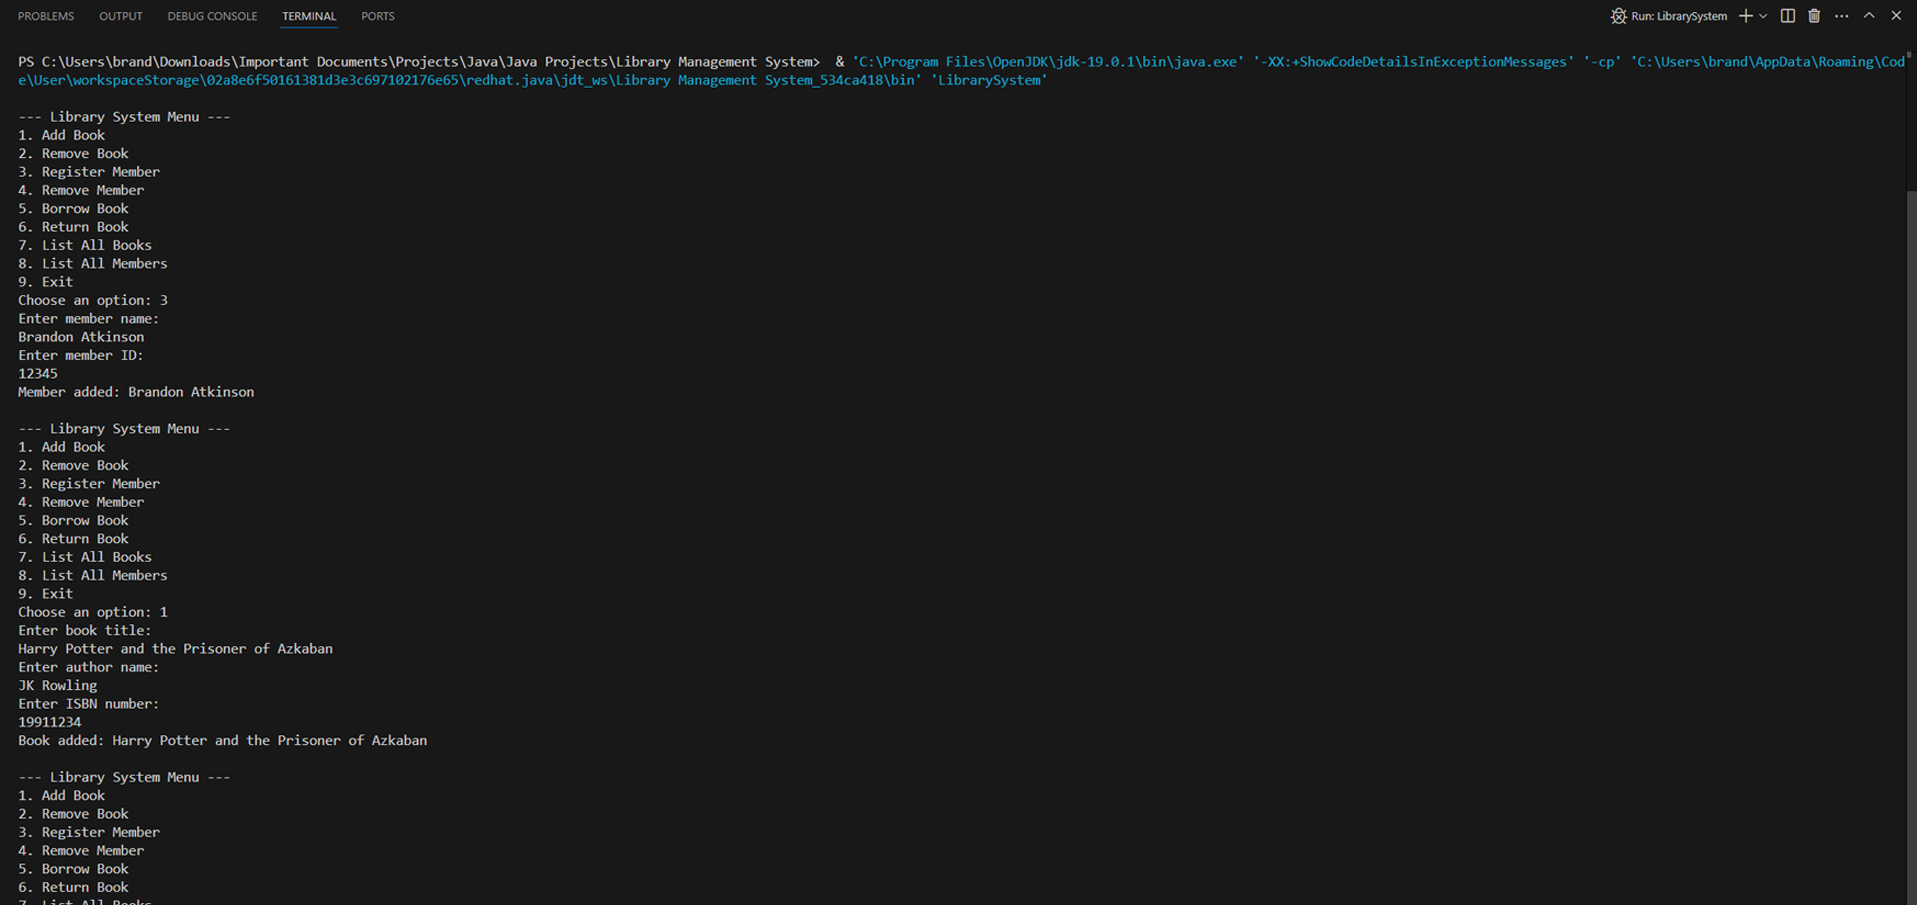 PROBLEMS OUTPUT DEBUG CONSOLE TERMINAL PORTS Run: LibrarySystem
PS C:\Users\brand\Downloads\Important Documents\Projects\Java\Java Projects\Library Management System>  & 'C:\Program Files\OpenJDK\jdk-19.0.1\bin\java.exe' '-XX:+ShowCodeDetailsInExceptionMessages' '-cp' 'C:\Users\brand\AppData\Roaming\Cod
e\User\workspaceStorage\02a8e6f50161381d3e3c697102176e65\redhat.java\jdt_ws\Library Management System_534ca418\bin' 'LibrarySystem'
--- Library System Menu ---
1. Add Book
2. Remove Book
3. Register Member
4. Remove Member
5. Borrow Book
6. Return Book
7. List All Books
8. List All Members
9. Exit
Choose an option: 3
Enter member name:
Brandon Atkinson
Enter member ID:
12345
Member added: Brandon Atkinson
--- Library System Menu ---
1. Add Book
2. Remove Book
3. Register Member
4. Remove Member
5. Borrow Book
6. Return Book
7. List All Books
8. List All Members
9. Exit
Choose an option: 1
Enter book title:
Harry Potter and the Prisoner of Azkaban
Enter author name:
JK Rowling
Enter ISBN number:
19911234
Book added: Harry Potter and the Prisoner of Azkaban
--- Library System Menu ---
1. Add Book
2. Remove Book
3. Register Member
4. Remove Member
5. Borrow Book
6. Return Book
7. List All Books